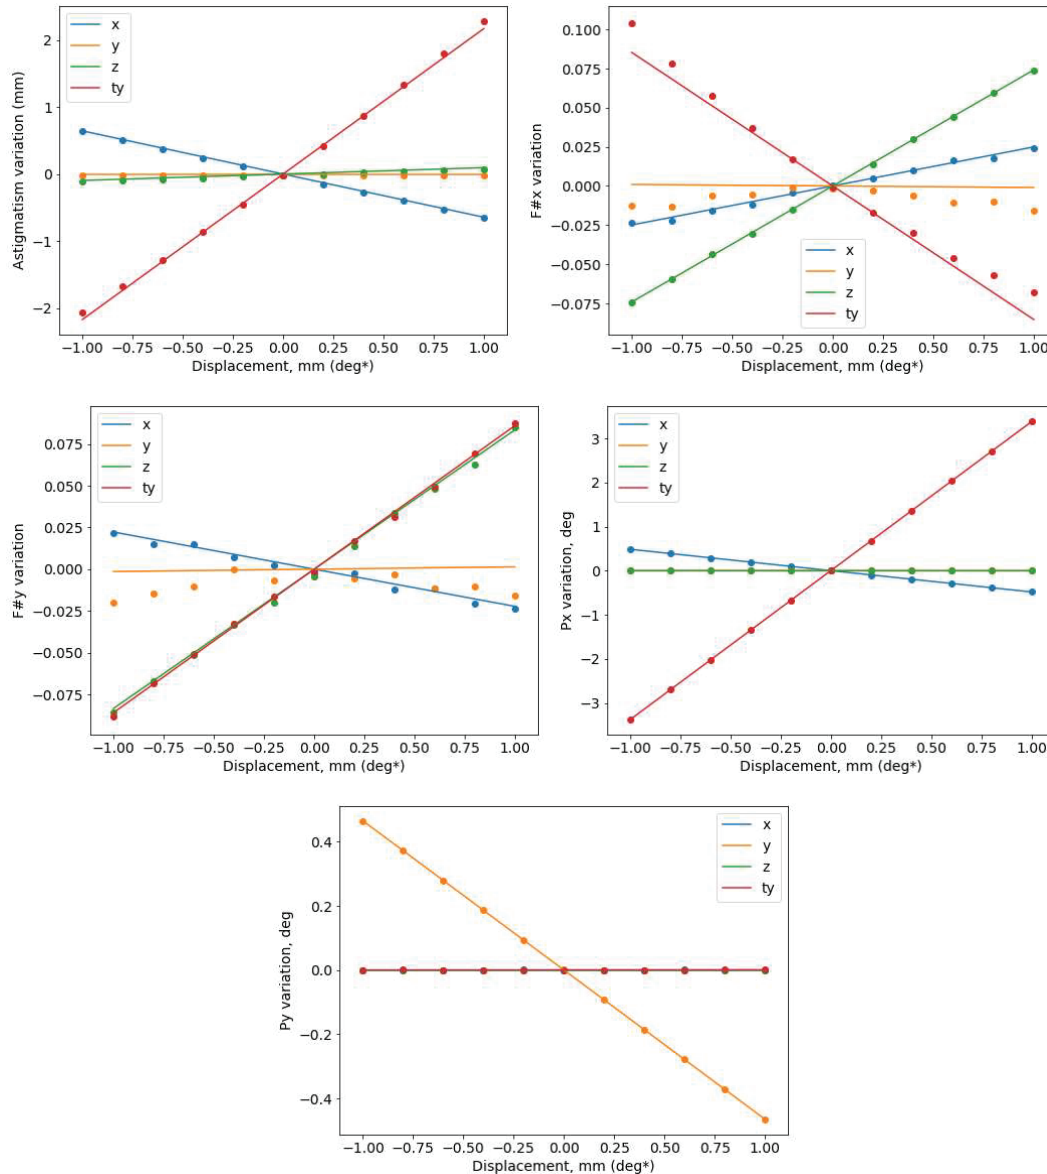 Astigmatism variation (mm)
2
1
0
−1
−2
x
y
z
ty
−1.00 −0.75 −0.50 −0.25 0.00 0.25 0.50 0.75 1.00
Displacement, mm (deg*)
F#x variation
0.100
0.075
0.050
0.025
0.000
−0.025
−0.050
−0.075
x
y
z
ty
−1.00 −0.75 −0.50 −0.25 0.00 0.25 0.50 0.75 1.00
Displacement, mm (deg*)
F#y variation
0.075
0.050
0.025
0.000
−0.025
−0.050
−0.075
x
y
z
ty
−1.00 −0.75 −0.50 −0.25 0.00 0.25 0.50 0.75 1.00
Displacement, mm (deg*)
Px variation, deg
3
2
1
0
−1
−2
−3
x
y
z
ty
−1.00 −0.75 −0.50 −0.25 0.00 0.25 0.50 0.75 1.00
Displacement, mm (deg*)
Py variation, deg
0.4
0.2
0.0
−0.2
−0.4
x
y
z
ty
−1.00 −0.75 −0.50 −0.25 0.00 0.25 0.50 0.75 1.00
Displacement, mm (deg*)